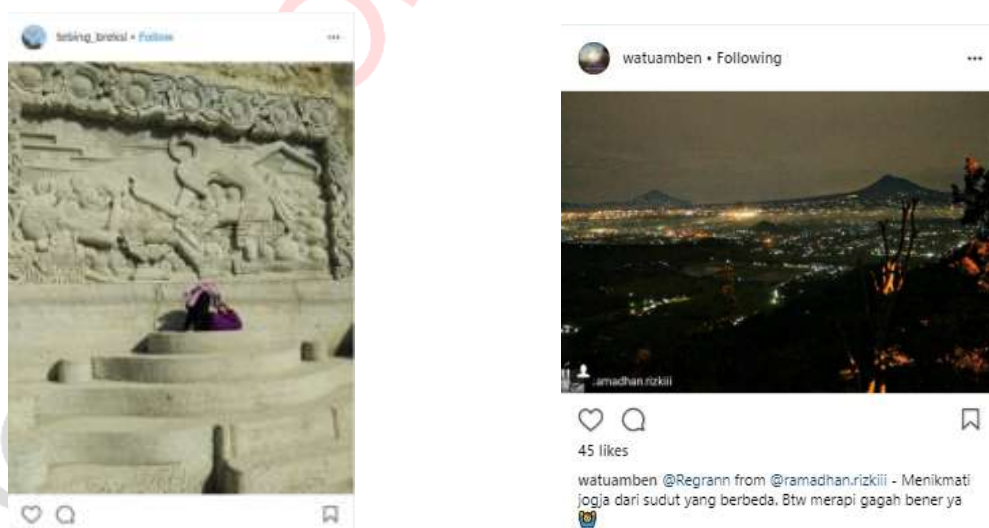 tebing_breksi • Follow
watuamben • Following
amadhan.rizkiii
45 likes
watuamben @Regrann from @ramadhan.rizkiii - Menikmati
jogja dari sudut yang berbeda. Btw merapi gagah bener ya